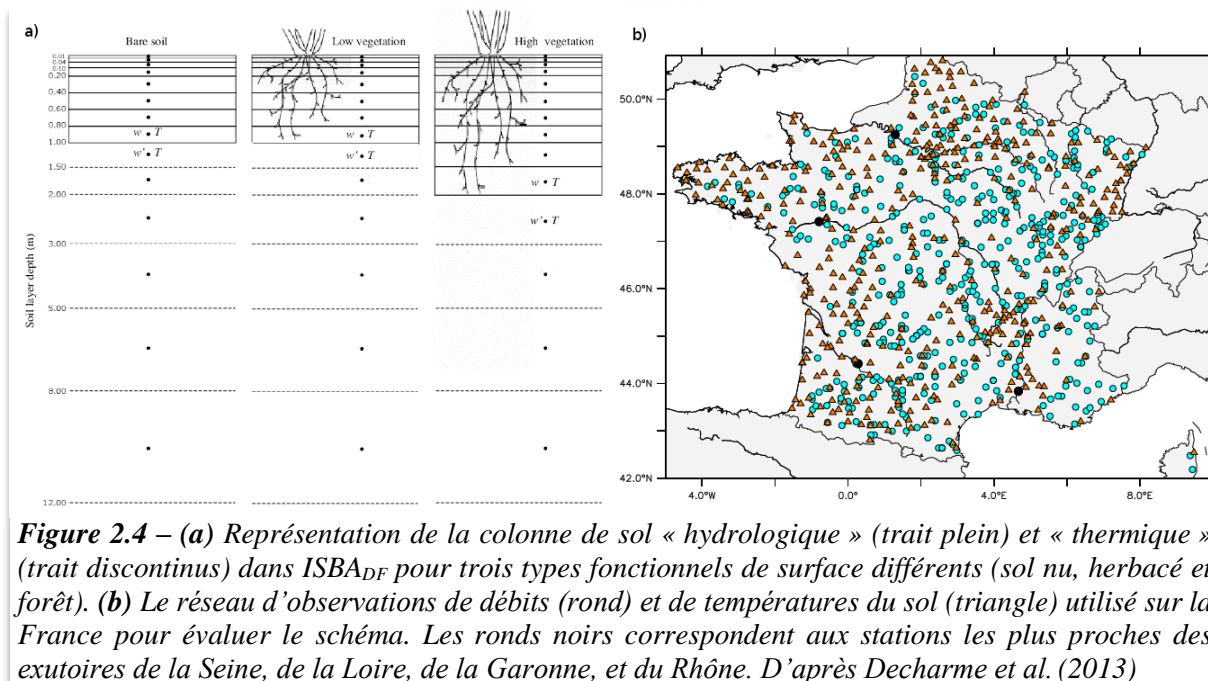 a)
Bare soil
Low vegetation
High vegetation
0.01
0.04
0.10
0.20
0.40
0.60
0.80
1.00
1.50
2.00
3.00
5.00
8.00
12.00
Soil layer depth (m)
w • T
w' • T
w • T
w' • T
w • T
w' • T
b)
50.0°N
48.0°N
46.0°N
44.0°N
42.0°N
4.0°W
0.0°
4.0°E
8.0°E
Figure 2.4 – (a) Représentation de la colonne de sol « hydrologique » (trait plein) et « thermique »
(trait discontinus) dans ISBADF pour trois types fonctionnels de surface différents (sol nu, herbacé et
forêt). (b) Le réseau d'observations de débits (rond) et de températures du sol (triangle) utilisé sur la
France pour évaluer le schéma. Les ronds noirs correspondent aux stations les plus proches des
exutoires de la Seine, de la Loire, de la Garonne, et du Rhône. D'après Decharme et al. (2013)